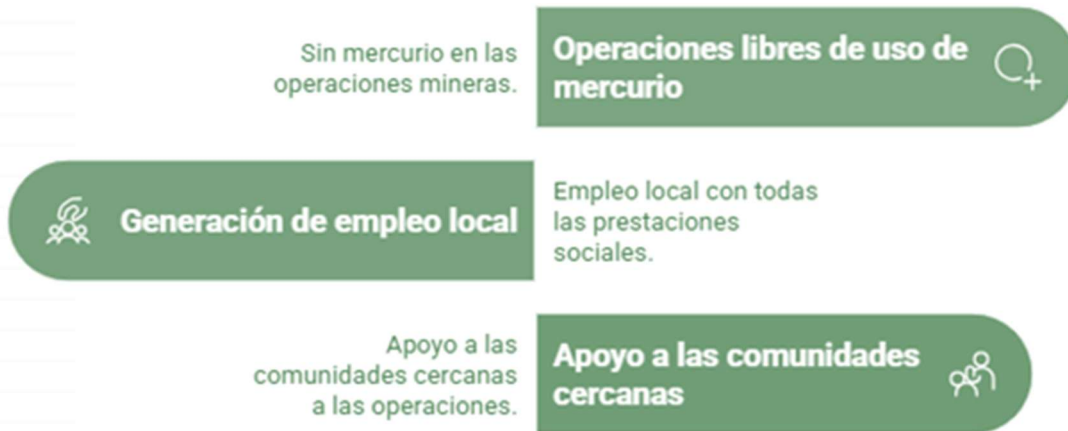 Sin mercurio en las
operaciones mineras.
Operaciones libres de uso de
mercurio
Generación de empleo local
Empleo local con todas
las prestaciones
sociales.
Apoyo a las
comunidades cercanas
a las operaciones.
Apoyo a las comunidades
cercanas